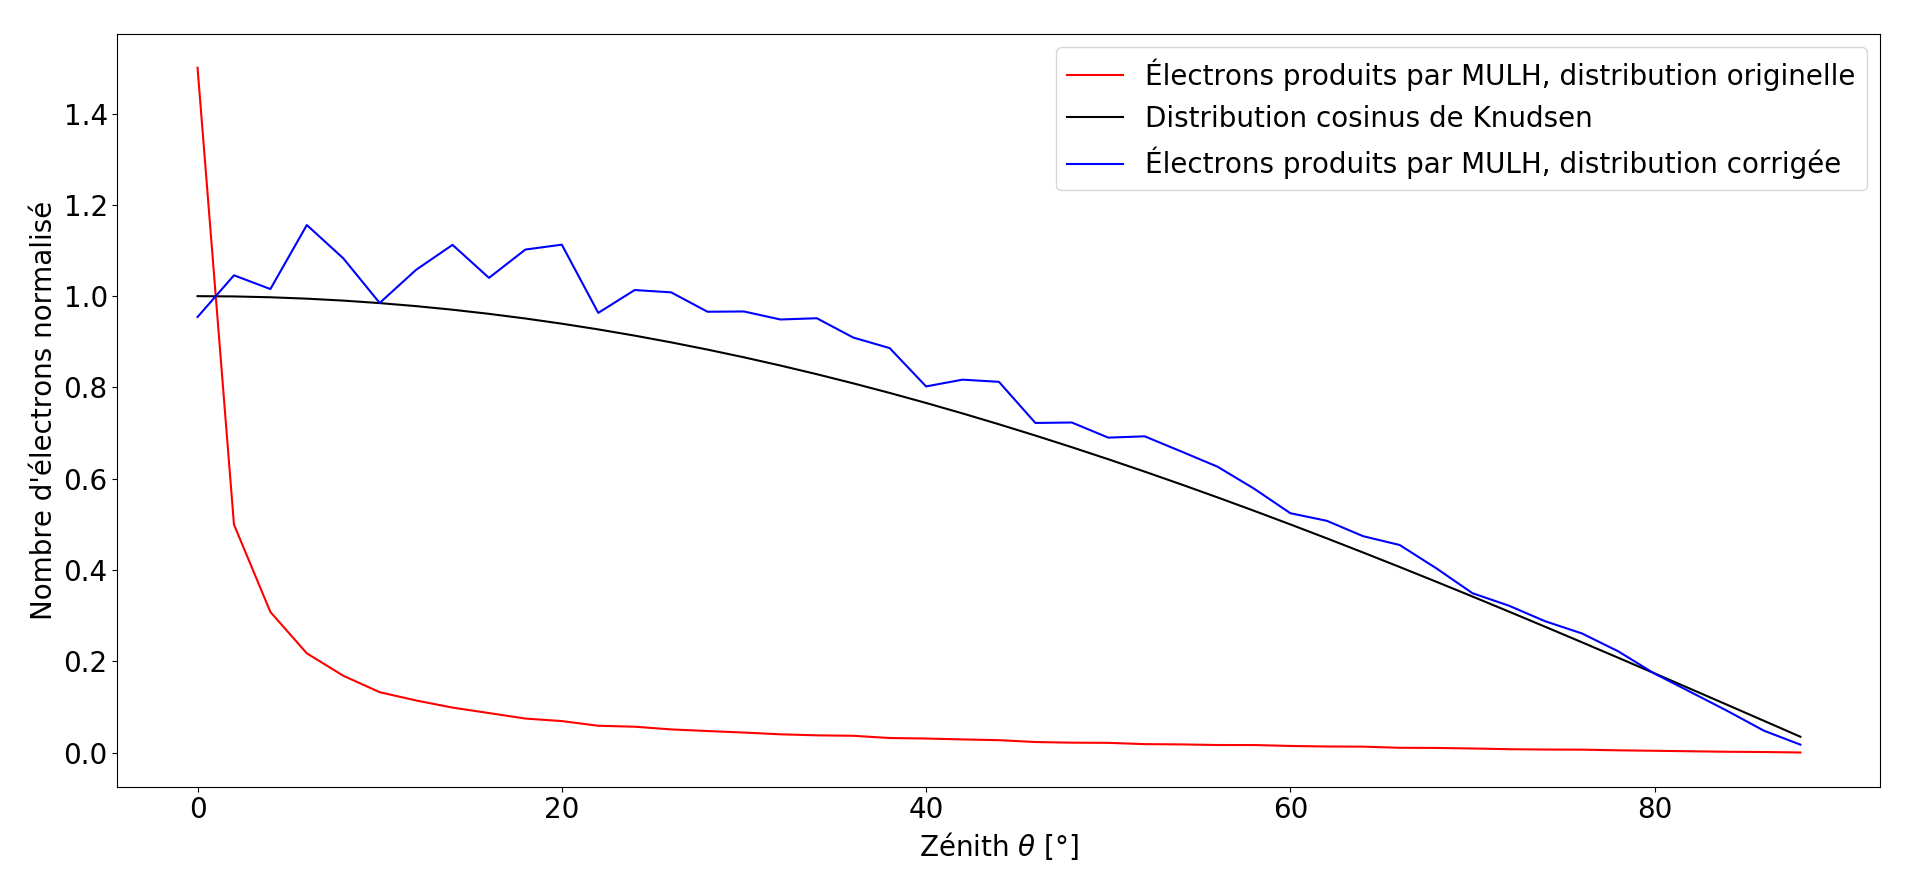 Électrons produits par MULH, distribution originelle
Distribution cosinus de Knudsen
Électrons produits par MULH, distribution corrigée
Nombre d'électrons normalisé
1.4
1.2
1.0
0.8
0.6
0.4
0.2
0.0
0 20 40 60 80
Zénith θ [°]